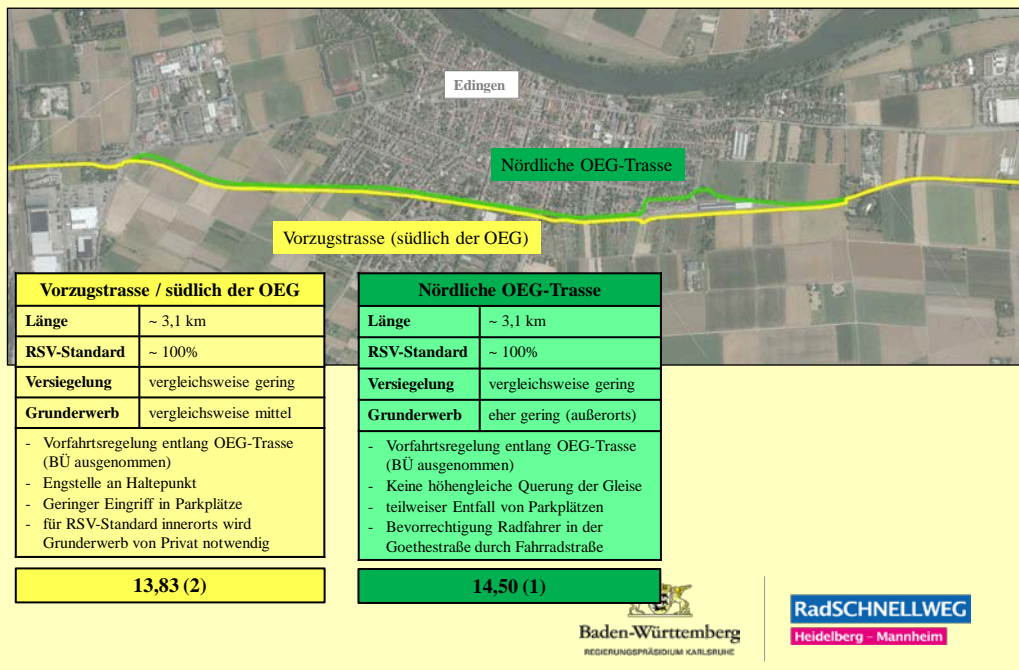 Edingen
Nördliche OEG-Trasse
Vorzugstrasse (südlich der OEG)
Vorzugstrasse / südlich der OEG
Länge ~ 3,1 km
RSV-Standard ~ 100%
Versiegelung vergleichsweise gering
Grunderwerb vergleichsweise mittel
- Vorfahrtsregelung entlang OEG-Trasse
(BÜ ausgenommen)
- Engstelle an Haltepunkt
- Geringer Eingriff in Parkplätze
- für RSV-Standard innerorts wird
Grunderwerb von Privat notwendig
13,83 (2)
Nördliche OEG-Trasse
Länge ~ 3,1 km
RSV-Standard ~ 100%
Versiegelung vergleichsweise gering
Grunderwerb eher gering (außerorts)
- Vorfahrtsregelung entlang OEG-Trasse
(BÜ ausgenommen)
- Keine höhengleiche Querung der Gleise
- teilweiser Entfall von Parkplätzen
- Bevorrechtigung Radfahrer in der
Goethestraße durch Fahrradstraße
14,50 (1)
Baden-Württemberg
REGIERUNGSPRÄSIDIUM KARLSRUHE
RadSCHNELLWEG
Heidelberg – Mannheim